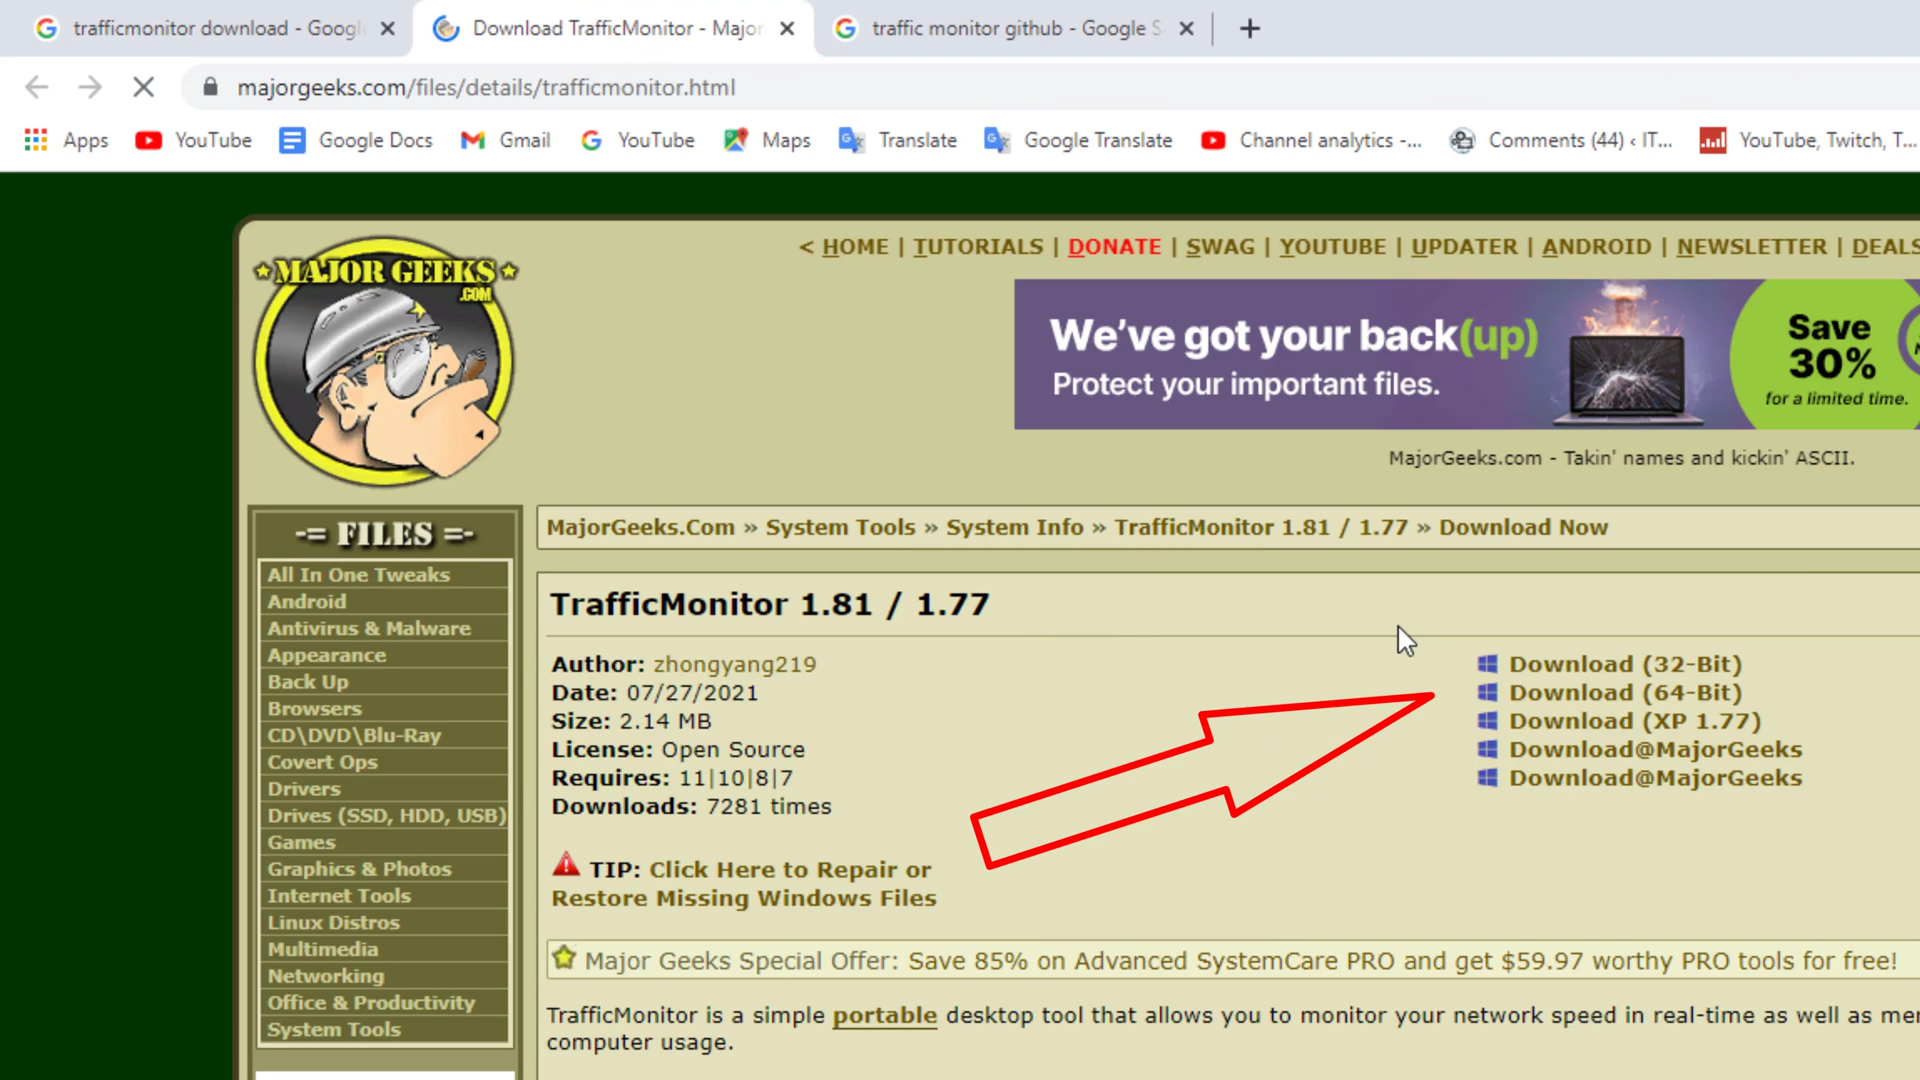 trafficmonitor download - Googl
Download TrafficMonitor - Major
traffic monitor github - Google S
majorgeeks.com/files/details/trafficmonitor.html
Apps YouTube Google Docs Gmail YouTube Maps Translate Google Translate Channel analytics -... Comments (44) ‹ IT... YouTube, Twitch, T...
< HOME | TUTORIALS | DONATE | SWAG | YOUTUBE | UPDATER | ANDROID | NEWSLETTER | DEALS
MAJOR GEEKS
.COM
We've got your back(up)
Protect your important files.
Save
30%
for a limited time.
MajorGeeks.com - Takin' names and kickin' ASCII.
-= FILES =-
All In One Tweaks
Android
Antivirus & Malware
Appearance
Back Up
Browsers
CD\DVD\Blu-Ray
Covert Ops
Drivers
Drives (SSD, HDD, USB)
Games
Graphics & Photos
Internet Tools
Linux Distros
Multimedia
Networking
Office & Productivity
System Tools
MajorGeeks.Com » System Tools » System Info » TrafficMonitor 1.81 / 1.77 » Download Now
TrafficMonitor 1.81 / 1.77
Author: zhongyang219
Date: 07/27/2021
Size: 2.14 MB
License: Open Source
Requires: 11|10|8|7
Downloads: 7281 times
Download (32-Bit)
Download (64-Bit)
Download (XP 1.77)
Download@MajorGeeks
Download@MajorGeeks
TIP: Click Here to Repair or
Restore Missing Windows Files
Major Geeks Special Offer: Save 85% on Advanced SystemCare PRO and get $59.97 worthy PRO tools for free!
TrafficMonitor is a simple portable desktop tool that allows you to monitor your network speed in real-time as well as
computer usage.